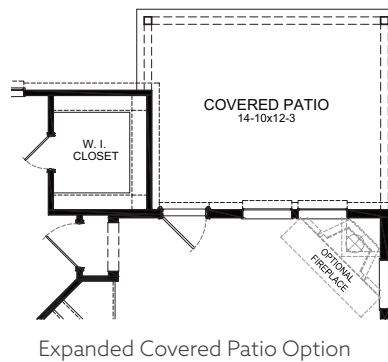 COVERED PATIO
14-10x12-3
W. I.
CLOSET
OPTIONAL
FIREPLACE
Expanded Covered Patio Option